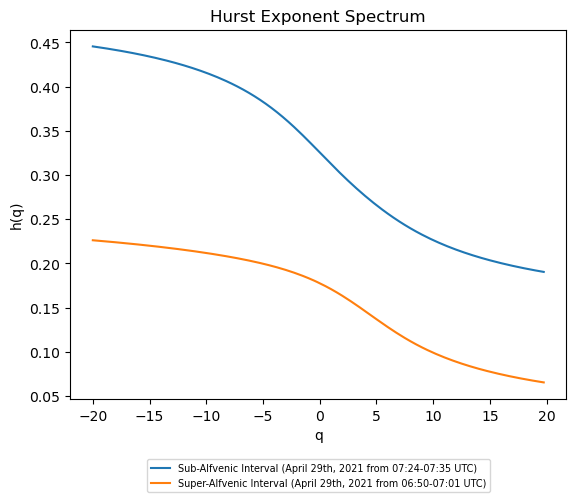 Hurst Exponent Spectrum
0.45
0.40
0.35
0.30
0.25
0.20
0.15
0.10
0.05
h(q)
−20 −15 −10 −5 0 5 10 15 20
q
Sub-Alfvenic Interval (April 29th, 2021 from 07:24-07:35 UTC)
Super-Alfvenic Interval (April 29th, 2021 from 06:50-07:01 UTC)